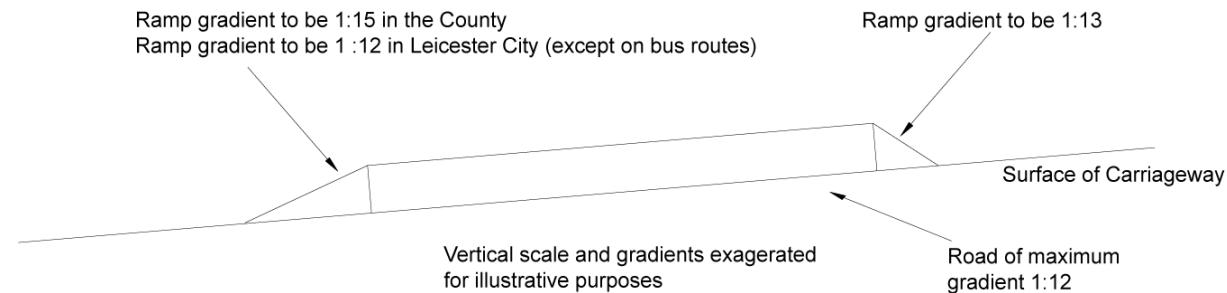 Ramp gradient to be 1:15 in the County
Ramp gradient to be 1 :12 in Leicester City (except on bus routes)
Ramp gradient to be 1:13
Surface of Carriageway
Vertical scale and gradients exagerated
for illustrative purposes
Road of maximum
gradient 1:12